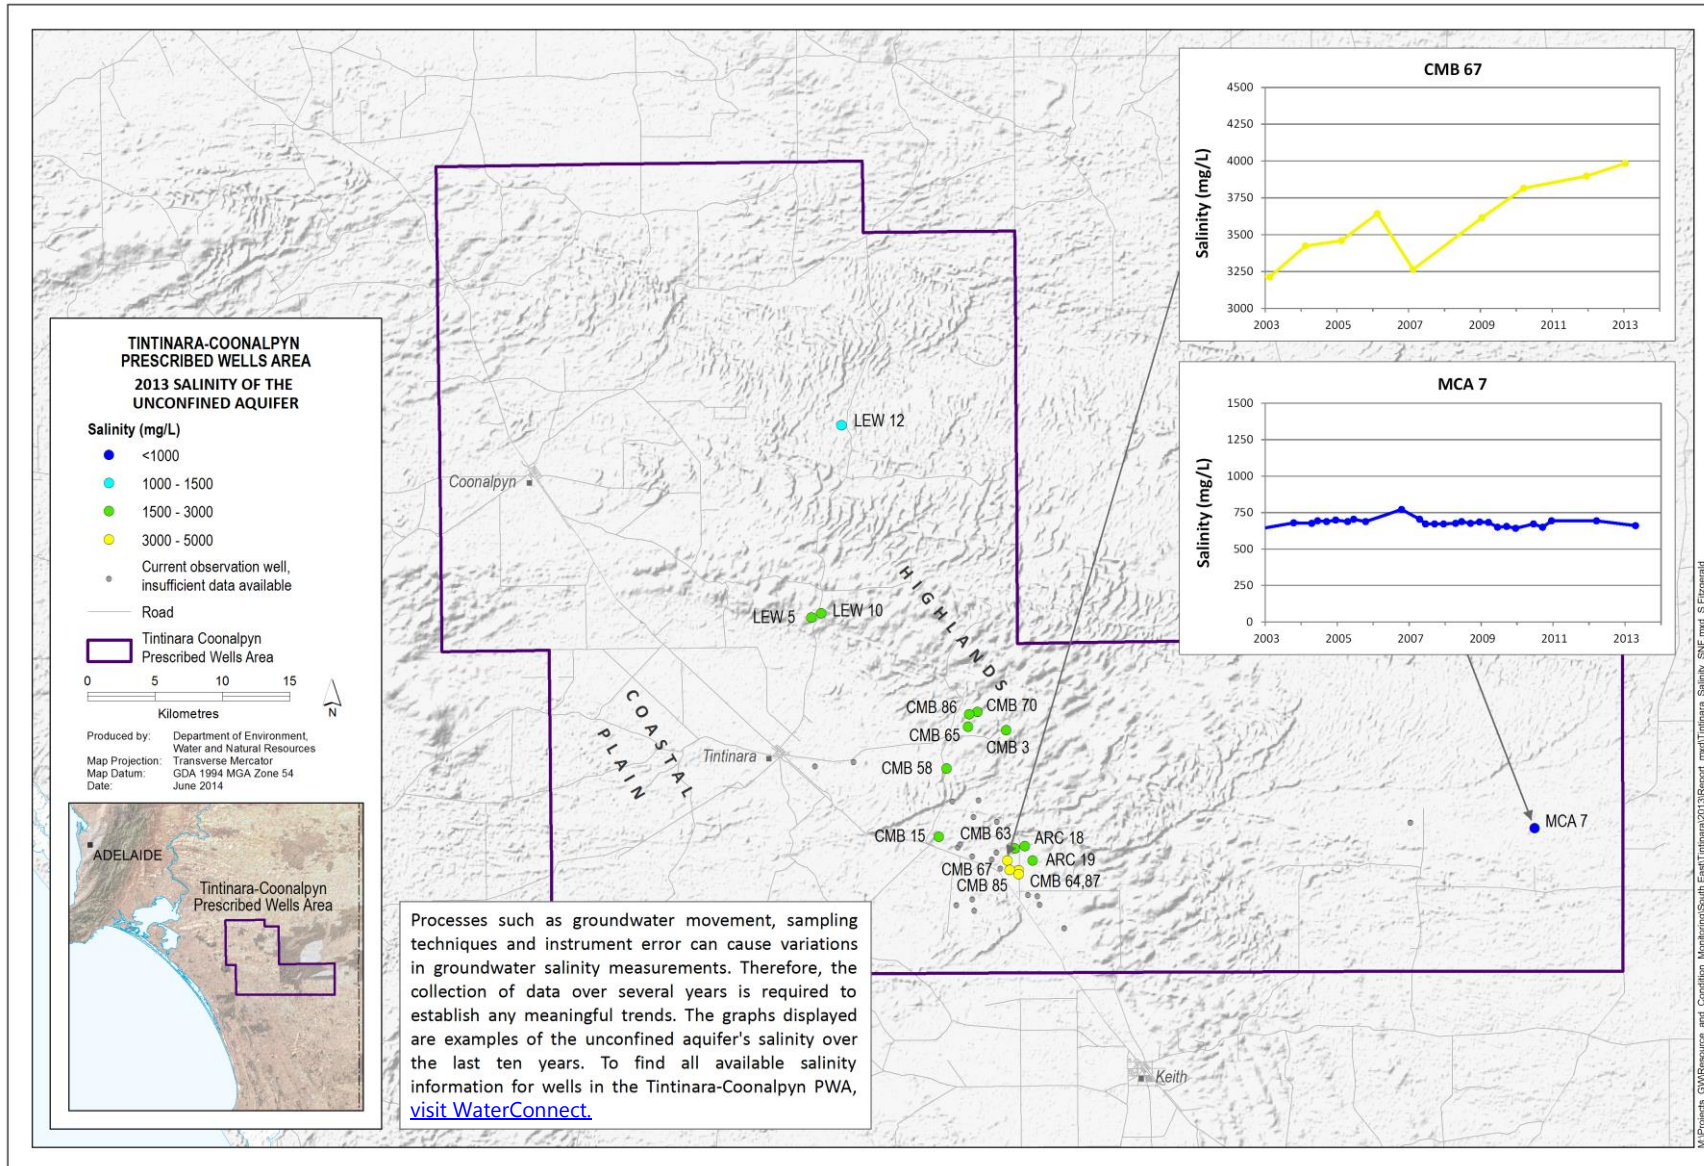 TINTINARA-COONALPYN
PRESCRIBED WELLS AREA
2013 SALINITY OF THE
UNCONFINED AQUIFER
Salinity (mg/L)
<1000
1000 - 1500
1500 - 3000
3000 - 5000
Current observation well,
insufficient data available
Road
Tintinara Coonalpyn
Prescribed Wells Area
0 5 10 15
Kilometres
N
Produced by: Department of Environment,
Water and Natural Resources
Map Projection: Transverse Mercator
Map Datum: GDA 1994 MGA Zone 54
Date: June 2014
ADELAIDE
Tintinara-Coonalpyn
Prescribed Wells Area
LEW 12
Coonalpyn
LEW 5
LEW 10
HIGHLANDS
COASTAL
PLAIN
Tintinara
CMB 86
CMB 70
CMB 65
CMB 3
CMB 58
CMB 15
CMB 63
ARC 18
ARC 19
CMB 67
CMB 85
CMB 64,87
MCA 7
Keith
CMB 67
Salinity (mg/L)
4500
4250
4000
3750
3500
3250
3000
2003 2005 2007 2009 2011 2013
MCA 7
Salinity (mg/L)
1500
1250
1000
750
500
250
0
2003 2005 2007 2009 2011 2013
Processes such as groundwater movement, sampling
techniques and instrument error can cause variations
in groundwater salinity measurements. Therefore, the
collection of data over several years is required to
establish any meaningful trends. The graphs displayed
are examples of the unconfined aquifer's salinity over
the last ten years. To find all available salinity
information for wells in the Tintinara-Coonalpyn PWA,
visit WaterConnect.
M:\Projects_GW\Resource_and_Condition_Monitoring\South East\Tintinara\2013\Report_mxd\Tintinara_Salinity_SNF.mxd S Fitzgerald